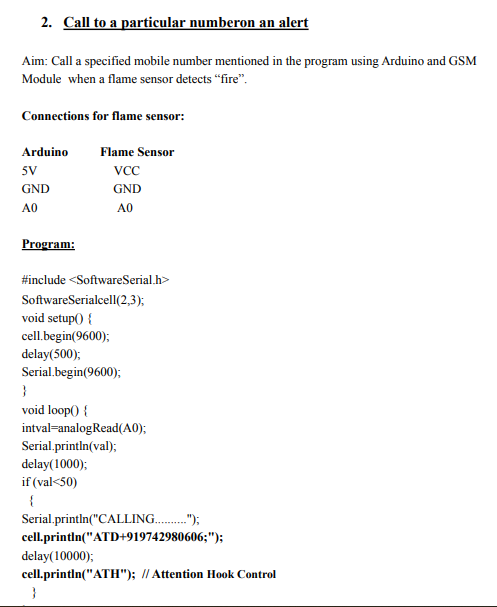 2. Call to a particular numberon an alert
Aim: Call a specified mobile number mentioned in the program using Arduino and GSM
Module when a flame sensor detects “fire”.
Connections for flame sensor:
Arduino Flame Sensor
5V VCC
GND GND
A0 A0
Program:
#include <SoftwareSerial.h>
SoftwareSerialcell(2,3);
void setup() {
cell.begin(9600);
delay(500);
Serial.begin(9600);
}
void loop() {
intval=analogRead(A0);
Serial.println(val);
delay(1000);
if (val<50)
{
Serial.println("CALLING..........");
cell.println("ATD+919742980606;");
delay(10000);
cell.println("ATH"); // Attention Hook Control
}